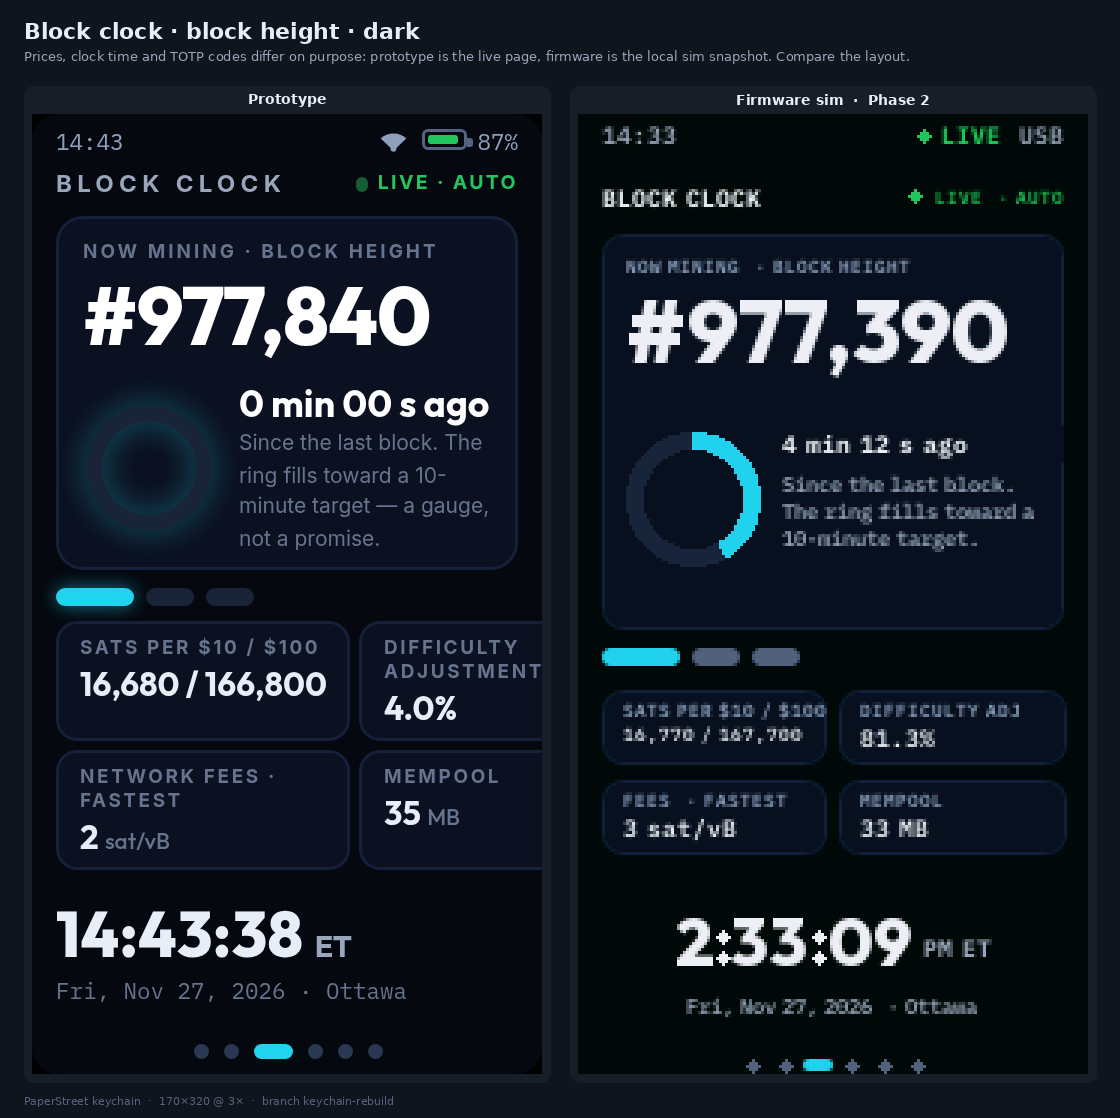 Block clock · block height · dark
Prices, clock time and TOTP codes differ on purpose: prototype is the live page, firmware is the local sim snapshot. Compare the layout.
Prototype
14:43 87%
BLOCK CLOCK LIVE · AUTO
NOW MINING · BLOCK HEIGHT
#977,840
0 min 00 s ago
Since the last block. The
ring fills toward a 10-
minute target — a gauge,
not a promise.
SATS PER $10 / $100
16,680 / 166,800
DIFFICULTY
ADJUSTMENT
4.0%
NETWORK FEES ·
FASTEST
2 sat/vB
MEMPOOL
35 MB
14:43:38 ET
Fri, Nov 27, 2026 · Ottawa
Firmware sim · Phase 2
14:33 LIVE USB
BLOCK CLOCK LIVE · AUTO
NOW MINING · BLOCK HEIGHT
#977,390
4 min 12 s ago
Since the last block.
The ring fills toward a
10-minute target.
SATS PER $10 / $100
16,770 / 167,700
DIFFICULTY ADJ
81.3%
FEES · FASTEST
3 sat/vB
MEMPOOL
33 MB
2:33:09 PM ET
Fri, Nov 27, 2026 · Ottawa
PaperStreet keychain · 170×320 @ 3× · branch keychain-rebuild